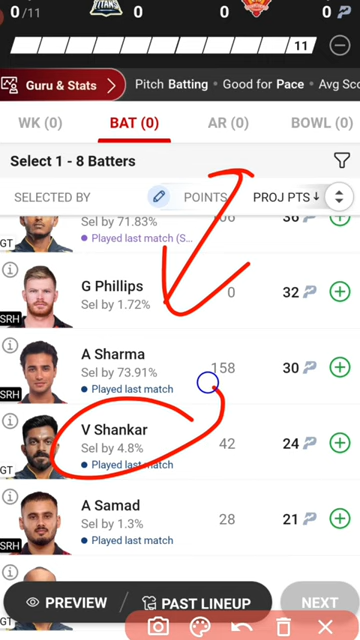 0/11
TITANS
0
0
0
11
Guru & Stats
Pitch Batting • Good for Pace • Avg Sco
WK (0) BAT (0) AR (0) BOWL (0)
Select 1 - 8 Batters
SELECTED BY POINTS PROJ PTS ↓
GT
Sel by 71.83%
Played last match (S...
36
G Phillips
Sel by 1.72%
SRH
0
32
A Sharma
Sel by 73.91%
Played last match
SRH
158
30
V Shankar
Sel by 4.8%
Played last match
GT
42
24
A Samad
Sel by 1.3%
Played last match
SRH
28
21
PREVIEW / PAST LINEUP
NEXT